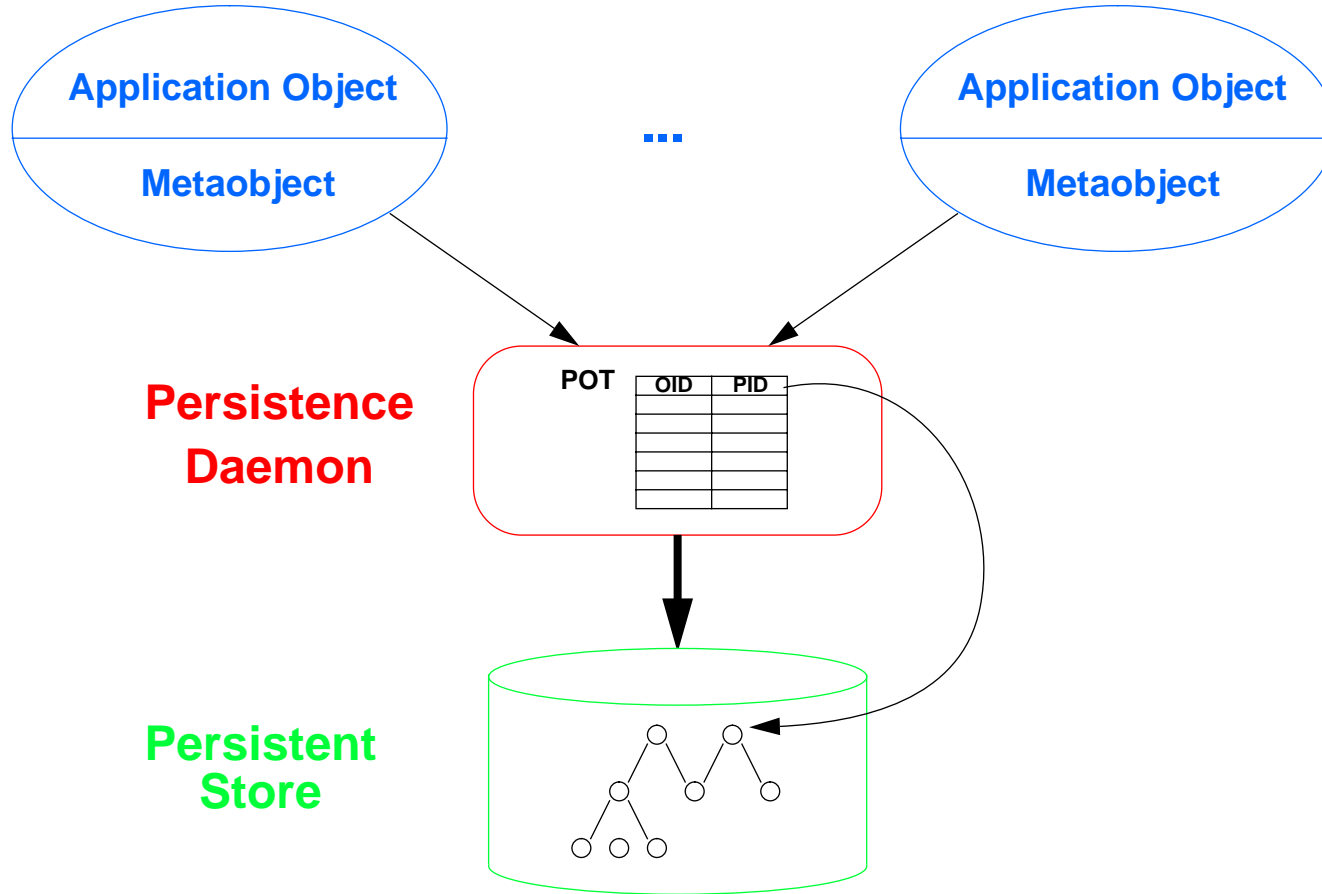 Application Object
Metaobject
...
Application Object
Metaobject
Persistence
Daemon
POT
OID
PID
Persistent
Store